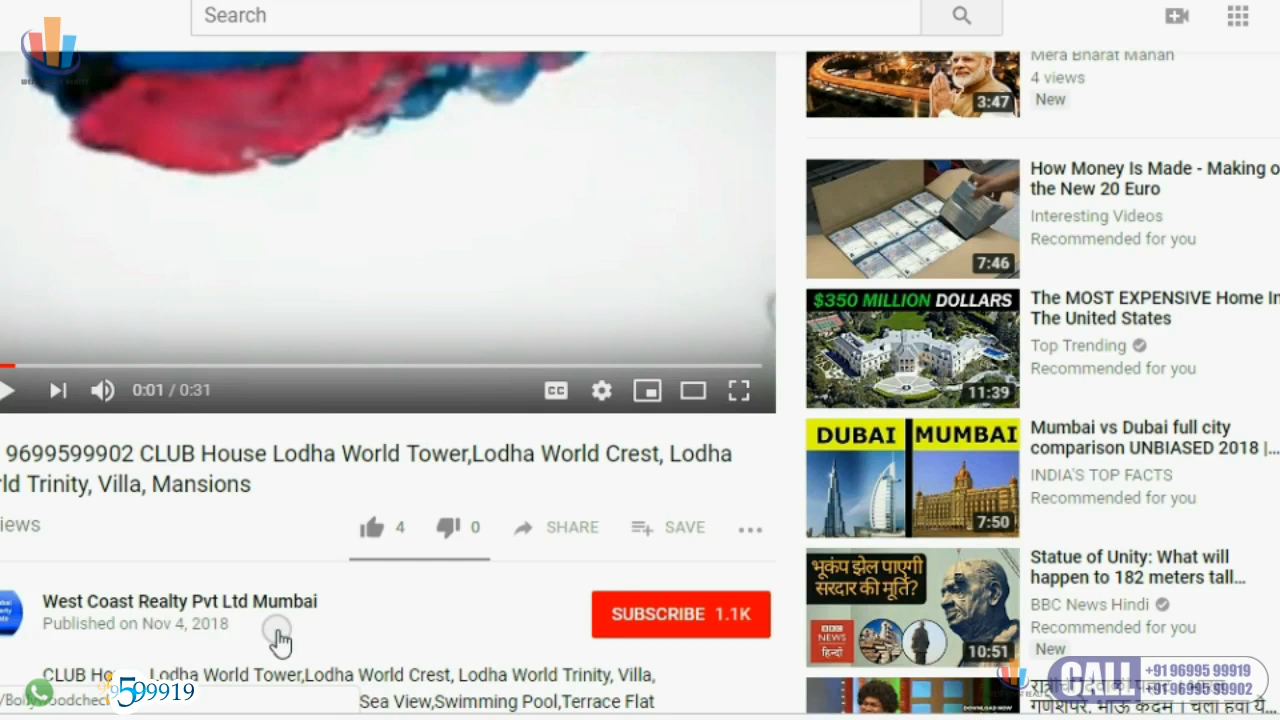 Search
0:01 / 0:31
CC
9699599902 CLUB House Lodha World Tower,Lodha World Crest, Lodha
ld Trinity, Villa, Mansions
iews
4
0
SHARE
SAVE
West Coast Realty Pvt Ltd Mumbai
Published on Nov 4, 2018
SUBSCRIBE 1.1K
Lodha World Tower,Lodha World Crest, Lodha World Trinity, Villa,
Sea View,Swimming Pool,Terrace Flat
Mera Bharat Mahan
4 views
New
3:47
How Money Is Made - Making o
the New 20 Euro
Interesting Videos
Recommended for you
7:46
$350 MILLION DOLLARS
11:39
The MOST EXPENSIVE Home In
The United States
Top Trending
Recommended for you
DUBAI MUMBAI
7:50
Mumbai vs Dubai full city
comparison UNBIASED 2018 |...
INDIA'S TOP FACTS
Recommended for you
भूकंप झेल पाएगी
सरदार की मूर्ति?
BBC
NEWS
हिन्दी
10:51
Statue of Unity: What will
happen to 182 meters tall...
BBC News Hindi
Recommended for you
New
CALL
+91 96995 99919
+91 96995 99902
DOWNLOAD NOW